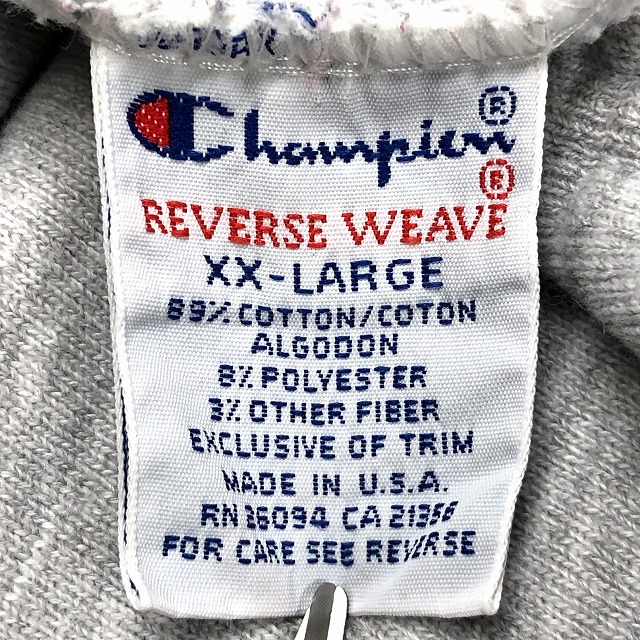 Champion®
REVERSE WEAVE®
XX-LARGE
89% COTTON/COTON
ALGODON
8% POLYESTER
3% OTHER FIBER
EXCLUSIVE OF TRIM
MADE IN U.S.A.
RN 26094 CA 21356
FOR CARE SEE REVERSE